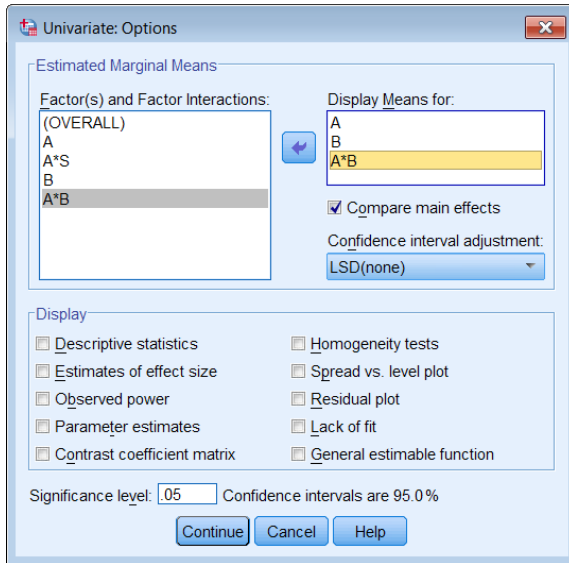 Univariate: Options
Estimated Marginal Means
Factor(s) and Factor Interactions:
(OVERALL)
A
A*S
B
A*B
Display Means for:
A
B
A*B
Compare main effects
Confidence interval adjustment:
LSD(none)
Display
Descriptive statistics
Estimates of effect size
Observed power
Parameter estimates
Contrast coefficient matrix
Homogeneity tests
Spread vs. level plot
Residual plot
Lack of fit
General estimable function
Significance level: .05 Confidence intervals are 95.0 %
Continue Cancel Help